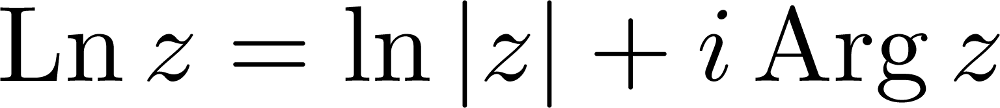 Ln z = ln |z| + i Arg z